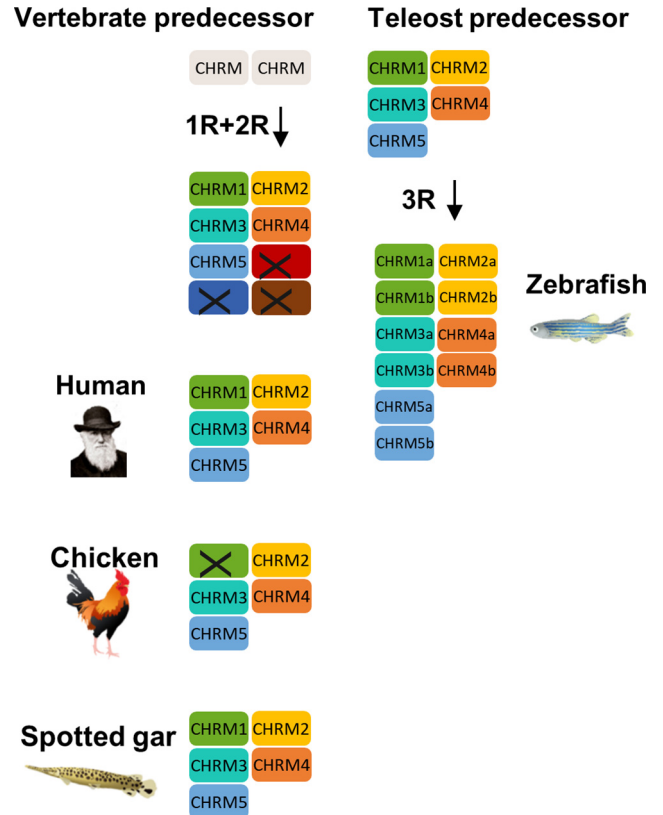 Vertebrate predecessor
CHRM CHRM
1R+2R
CHRM1 CHRM2
CHRM3 CHRM4
CHRM5
Human
CHRM1 CHRM2
CHRM3 CHRM4
CHRM5
Chicken
CHRM2
CHRM3 CHRM4
CHRM5
Spotted gar
CHRM1 CHRM2
CHRM3 CHRM4
CHRM5
Teleost predecessor
CHRM1 CHRM2
CHRM3 CHRM4
CHRM5
3R
CHRM1a CHRM2a
CHRM1b CHRM2b
CHRM3a CHRM4a
CHRM3b CHRM4b
CHRM5a
CHRM5b
Zebrafish